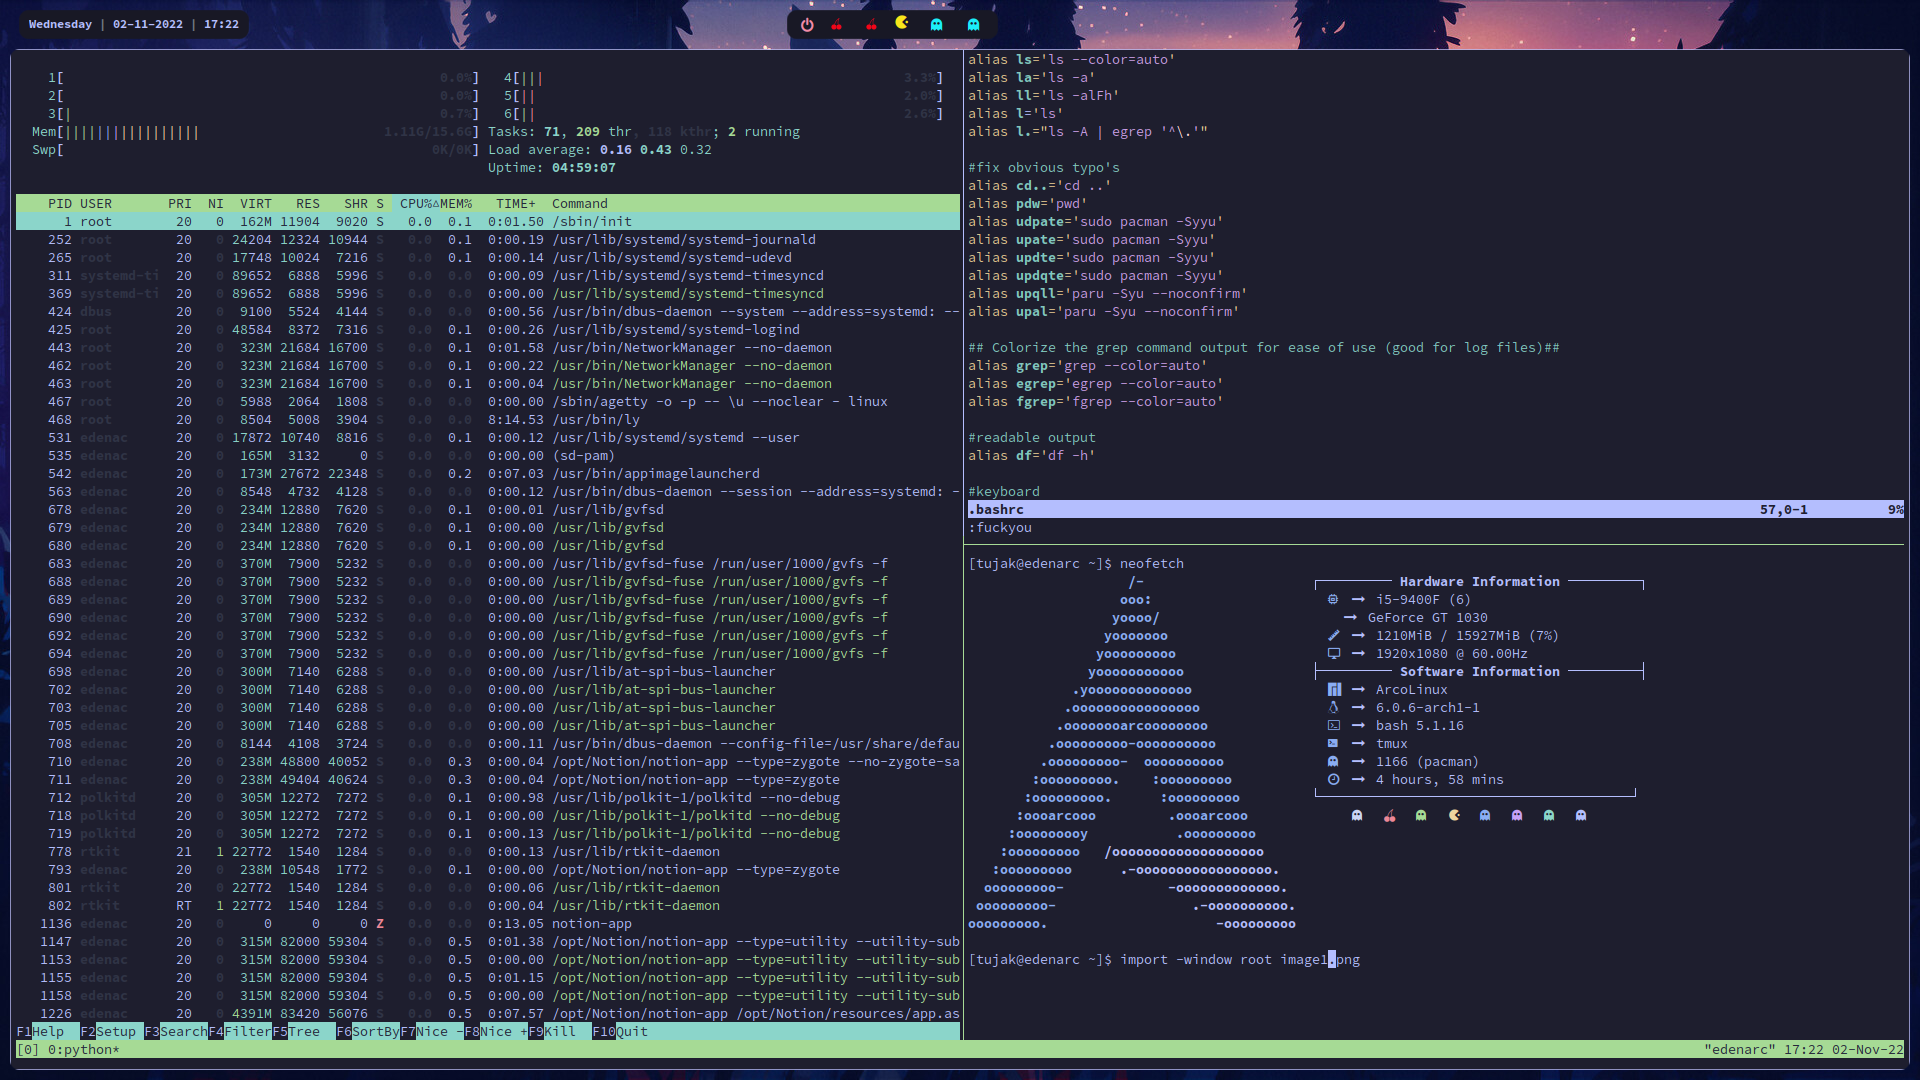 Wednesday | 02-11-2022 | 17:22
1[ 0.0%]
2[ 0.0%]
3[| 0.7%]
Mem[||||||||||||||||| 1.11G/15.6G]
Swp[ 0K/0K]
4[||| 3.3%]
5[|| 2.0%]
6[|| 2.6%]
Tasks: 71, 209 thr, 118 kthr; 2 running
Load average: 0.16 0.43 0.32
Uptime: 04:59:07
PID USER PRI NI VIRT RES SHR S CPU%△MEM% TIME+ Command
1 root 20 0 162M 11904 9020 S 0.0 0.1 0:01.50 /sbin/init
252 root 20 0 24204 12324 10944 S 0.0 0.1 0:00.19 /usr/lib/systemd/systemd-journald
265 root 20 0 17748 10024 7216 S 0.0 0.1 0:00.14 /usr/lib/systemd/systemd-udevd
311 systemd-ti 20 0 89652 6888 5996 S 0.0 0.0 0:00.09 /usr/lib/systemd/systemd-timesyncd
369 systemd-ti 20 0 89652 6888 5996 S 0.0 0.0 0:00.00 /usr/lib/systemd/systemd-timesyncd
424 dbus 20 0 9100 5524 4144 S 0.0 0.0 0:00.56 /usr/bin/dbus-daemon --system --address=systemd: --
425 root 20 0 48584 8372 7316 S 0.0 0.1 0:00.26 /usr/lib/systemd/systemd-logind
443 root 20 0 323M 21684 16700 S 0.0 0.1 0:01.58 /usr/bin/NetworkManager --no-daemon
462 root 20 0 323M 21684 16700 S 0.0 0.1 0:00.22 /usr/bin/NetworkManager --no-daemon
463 root 20 0 323M 21684 16700 S 0.0 0.1 0:00.04 /usr/bin/NetworkManager --no-daemon
467 root 20 0 5988 2064 1808 S 0.0 0.0 0:00.00 /sbin/agetty -o -p -- \u --noclear - linux
468 root 20 0 8504 5008 3904 S 0.0 0.0 8:14.53 /usr/bin/ly
531 edenac 20 0 17872 10740 8816 S 0.0 0.1 0:00.12 /usr/lib/systemd/systemd --user
535 edenac 20 0 165M 3132 0 S 0.0 0.0 0:00.00 (sd-pam)
542 edenac 20 0 173M 27672 22348 S 0.0 0.2 0:07.03 /usr/bin/appimagelauncherd
563 edenac 20 0 8548 4732 4128 S 0.0 0.0 0:00.12 /usr/bin/dbus-daemon --session --address=systemd: -
678 edenac 20 0 234M 12880 7620 S 0.0 0.1 0:00.01 /usr/lib/gvfsd
679 edenac 20 0 234M 12880 7620 S 0.0 0.1 0:00.00 /usr/lib/gvfsd
680 edenac 20 0 234M 12880 7620 S 0.0 0.1 0:00.00 /usr/lib/gvfsd
683 edenac 20 0 370M 7900 5232 S 0.0 0.0 0:00.00 /usr/lib/gvfsd-fuse /run/user/1000/gvfs -f
688 edenac 20 0 370M 7900 5232 S 0.0 0.0 0:00.00 /usr/lib/gvfsd-fuse /run/user/1000/gvfs -f
689 edenac 20 0 370M 7900 5232 S 0.0 0.0 0:00.00 /usr/lib/gvfsd-fuse /run/user/1000/gvfs -f
690 edenac 20 0 370M 7900 5232 S 0.0 0.0 0:00.00 /usr/lib/gvfsd-fuse /run/user/1000/gvfs -f
692 edenac 20 0 370M 7900 5232 S 0.0 0.0 0:00.00 /usr/lib/gvfsd-fuse /run/user/1000/gvfs -f
694 edenac 20 0 370M 7900 5232 S 0.0 0.0 0:00.00 /usr/lib/gvfsd-fuse /run/user/1000/gvfs -f
698 edenac 20 0 300M 7140 6288 S 0.0 0.0 0:00.00 /usr/lib/at-spi-bus-launcher
702 edenac 20 0 300M 7140 6288 S 0.0 0.0 0:00.00 /usr/lib/at-spi-bus-launcher
703 edenac 20 0 300M 7140 6288 S 0.0 0.0 0:00.00 /usr/lib/at-spi-bus-launcher
705 edenac 20 0 300M 7140 6288 S 0.0 0.0 0:00.00 /usr/lib/at-spi-bus-launcher
708 edenac 20 0 8144 4108 3724 S 0.0 0.0 0:00.11 /usr/bin/dbus-daemon --config-file=/usr/share/defau
710 edenac 20 0 238M 48800 40052 S 0.0 0.3 0:00.04 /opt/Notion/notion-app --type=zygote --no-zygote-sa
711 edenac 20 0 238M 49404 40624 S 0.0 0.3 0:00.04 /opt/Notion/notion-app --type=zygote
712 polkitd 20 0 305M 12272 7272 S 0.0 0.1 0:00.98 /usr/lib/polkit-1/polkitd --no-debug
718 polkitd 20 0 305M 12272 7272 S 0.0 0.1 0:00.00 /usr/lib/polkit-1/polkitd --no-debug
719 polkitd 20 0 305M 12272 7272 S 0.0 0.1 0:00.13 /usr/lib/polkit-1/polkitd --no-debug
778 rtkit 21 1 22772 1540 1284 S 0.0 0.0 0:00.13 /usr/lib/rtkit-daemon
793 edenac 20 0 238M 10548 1772 S 0.0 0.1 0:00.00 /opt/Notion/notion-app --type=zygote
801 rtkit 20 0 22772 1540 1284 S 0.0 0.0 0:00.06 /usr/lib/rtkit-daemon
802 rtkit RT 1 22772 1540 1284 S 0.0 0.0 0:00.04 /usr/lib/rtkit-daemon
1136 edenac 20 0 0 0 0 Z 0.0 0.0 0:13.05 notion-app
1147 edenac 20 0 315M 82000 59304 S 0.0 0.5 0:01.38 /opt/Notion/notion-app --type=utility --utility-sub
1153 edenac 20 0 315M 82000 59304 S 0.0 0.5 0:00.00 /opt/Notion/notion-app --type=utility --utility-sub
1155 edenac 20 0 315M 82000 59304 S 0.0 0.5 0:01.15 /opt/Notion/notion-app --type=utility --utility-sub
1158 edenac 20 0 315M 82000 59304 S 0.0 0.5 0:00.00 /opt/Notion/notion-app --type=utility --utility-sub
1226 edenac 20 0 4391M 83420 56076 S 0.0 0.5 0:07.57 /opt/Notion/notion-app /opt/Notion/resources/app.as
F1Help F2Setup F3SearchF4FilterF5Tree F6SortByF7Nice -F8Nice +F9Kill F10Quit
alias ls='ls --color=auto'
alias la='ls -a'
alias ll='ls -alFh'
alias l='ls'
alias l.="ls -A | egrep '^\.'"
#fix obvious typo's
alias cd..='cd ..'
alias pdw='pwd'
alias udpate='sudo pacman -Syyu'
alias upate='sudo pacman -Syyu'
alias updte='sudo pacman -Syyu'
alias updqte='sudo pacman -Syyu'
alias upqll='paru -Syu --noconfirm'
alias upal='paru -Syu --noconfirm'
## Colorize the grep command output for ease of use (good for log files)##
alias grep='grep --color=auto'
alias egrep='egrep --color=auto'
alias fgrep='fgrep --color=auto'
#readable output
alias df='df -h'
#keyboard
.bashrc 57,0-1 9%
:fuckyou
[tujak@edenarc ~]$ neofetch
/-
ooo:
yoooo/
yooooooo
yooooooooo
yooooooooooo
.yooooooooooooo
.oooooooooooooooo
.ooooooooarcoooooooo
.ooooooooo-oooooooooo
.ooooooooo- oooooooooo
:ooooooooo. :ooooooooo
:ooooooooo. :ooooooooo
:oooarcooo .oooarcooo
:ooooooooy .ooooooooo
:ooooooooo /ooooooooooooooooooo
:ooooooooo .-ooooooooooooooooo.
ooooooooo- -ooooooooooooo.
ooooooooo- .-oooooooooo.
ooooooooo. -ooooooooo
Hardware Information
→ i5-9400F (6)
→ GeForce GT 1030
→ 1210MiB / 15927MiB (7%)
→ 1920x1080 @ 60.00Hz
Software Information
→ ArcoLinux
→ 6.0.6-arch1-1
→ bash 5.1.16
→ tmux
→ 1166 (pacman)
→ 4 hours, 58 mins
[tujak@edenarc ~]$ import -window root image1.png
[0] 0:python* "edenarc" 17:22 02-Nov-22